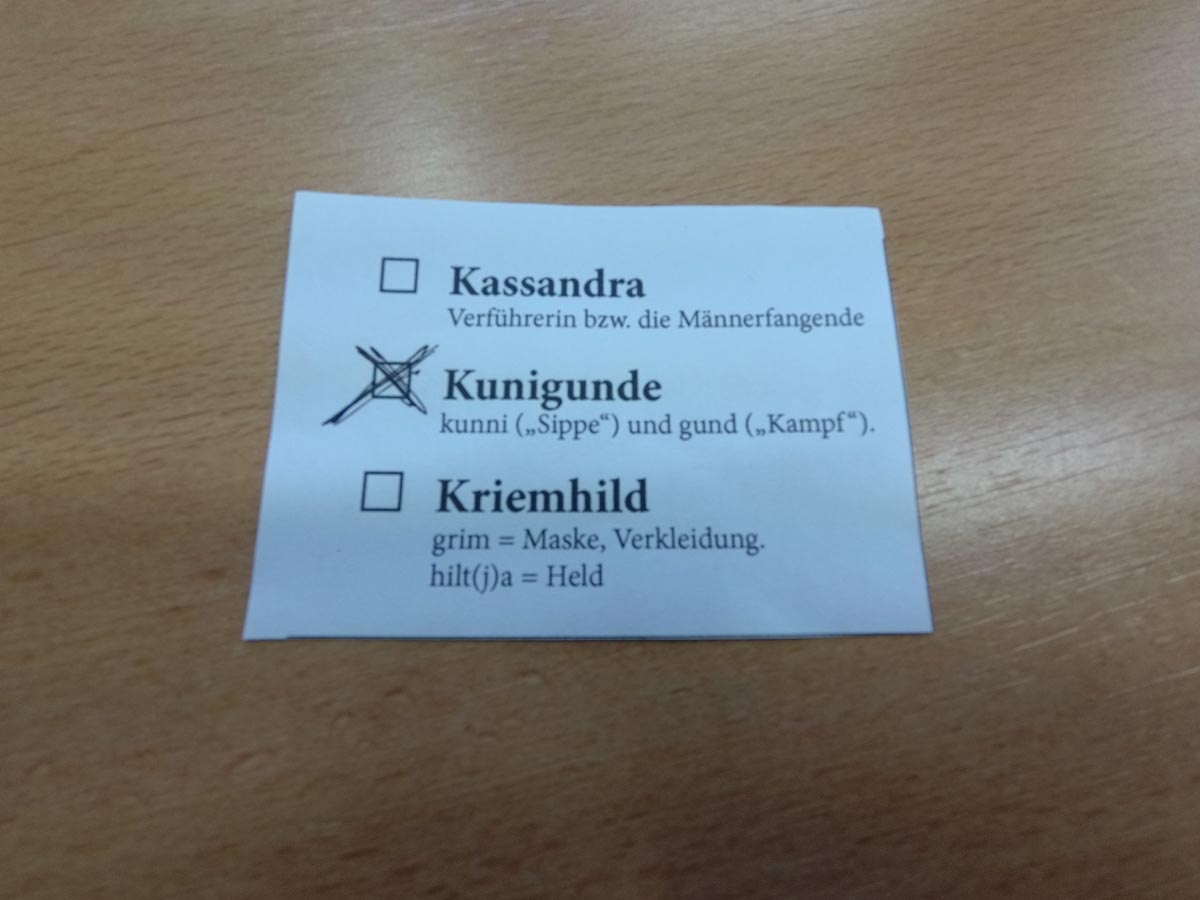 Kassandra
Verführerin bzw. die Männerfangende
Kunigunde
kunni („Sippe“) und gund („Kampf“).
Kriemhild
grim = Maske, Verkleidung.
hilt(j)a = Held